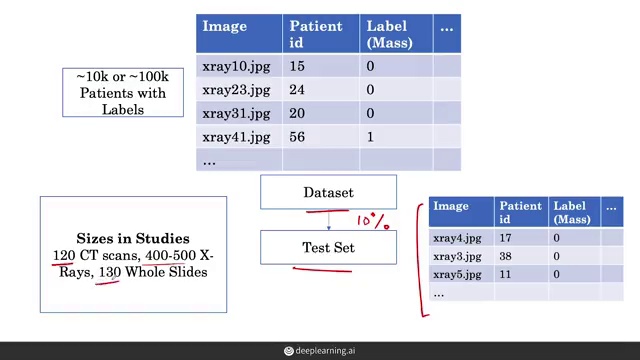 Image Patient id Label (Mass) ...
xray10.jpg 15 0
xray23.jpg 24 0
xray31.jpg 20 0
xray41.jpg 56 1
...
~10k or ~100k
Patients with
Labels
Dataset
10%
Test Set
Sizes in Studies
120 CT scans, 400-500 X-
Rays, 130 Whole Slides
Image Patient id Label (Mass) ...
xray4.jpg 17 0
xray3.jpg 38 0
xray5.jpg 11 0
...
deeplearning.ai